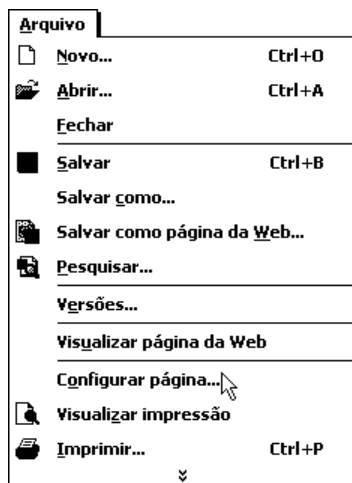 Arquivo
Novo... Ctrl+O
Abrir... Ctrl+A
Fechar
Salvar Ctrl+B
Salvar como...
Salvar como página da Web...
Pesquisar...
Versões...
Visualizar página da Web
Configurar página...
Visualizar impressão
Imprimir... Ctrl+P